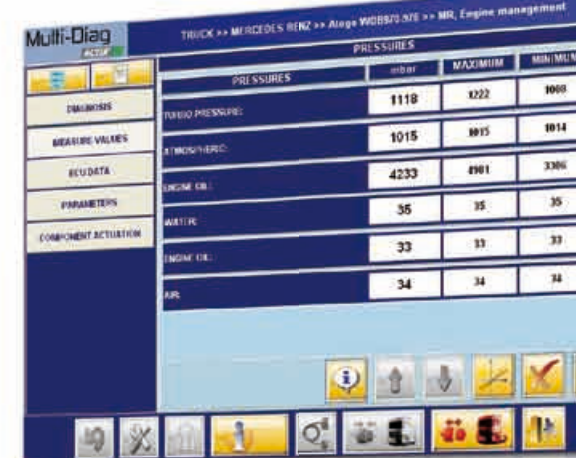 Multi-Diag
TRUCK >> MERCEDES BENZ >> Atego WDB970-976 >> MR, Engine management
PRESSURES
PRESSURES mbar MAXIMUM MINIMUM
TURBO PRESSURE: 1118 1222 1008
ATMOSPHERIC: 1015 1015 1014
ENGINE OIL: 4233 4901 3306
WATER: 35 35 35
ENGINE OIL: 33 33 33
AIR: 34 34 34
DIAGNOSIS
MEASURE VALUES
ECU DATA
PARAMETERS
COMPONENT ACTUATION